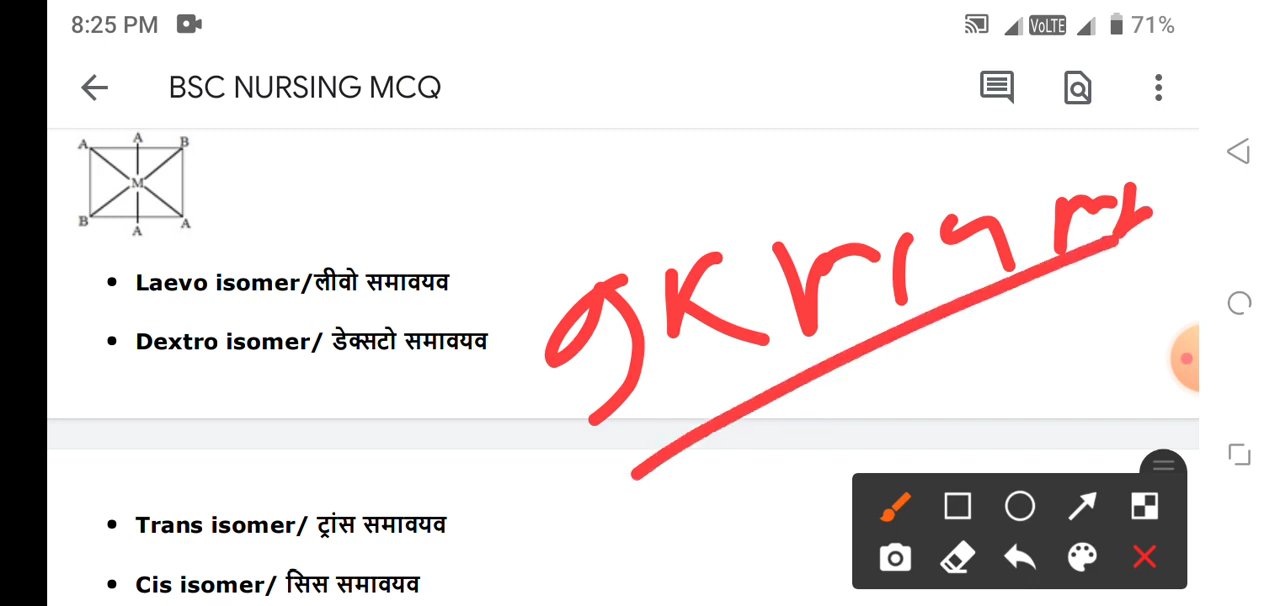 8:25 PM VoLTE 71%
BSC NURSING MCQ
A A B
M
B A A
• Laevo isomer/लीवो समावयव
• Dextro isomer/ डेक्सटो समावयव
• Trans isomer/ ट्रांस समावयव
• Cis isomer/ सिस समावयव